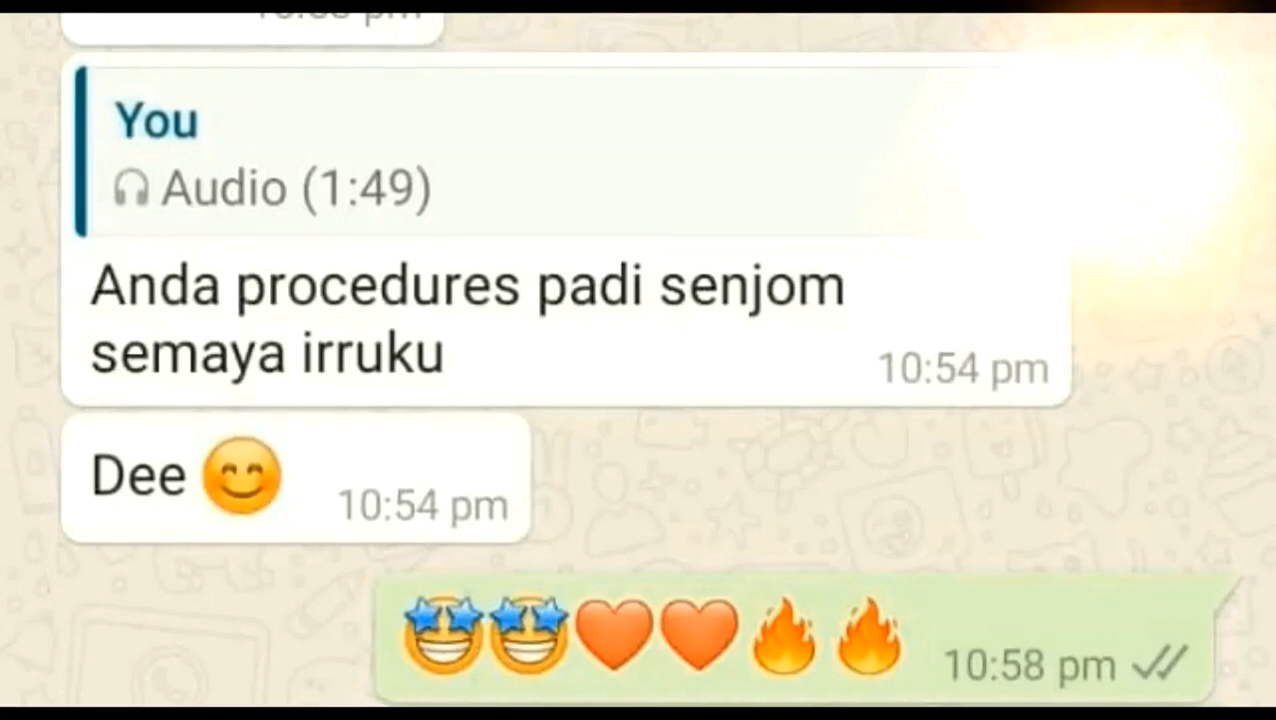 You
Audio (1:49)
Anda procedures padi senjom
semaya irruku
10:54 pm
Dee 😊
10:54 pm
🤩🤩❤️❤️🔥🔥
10:58 pm